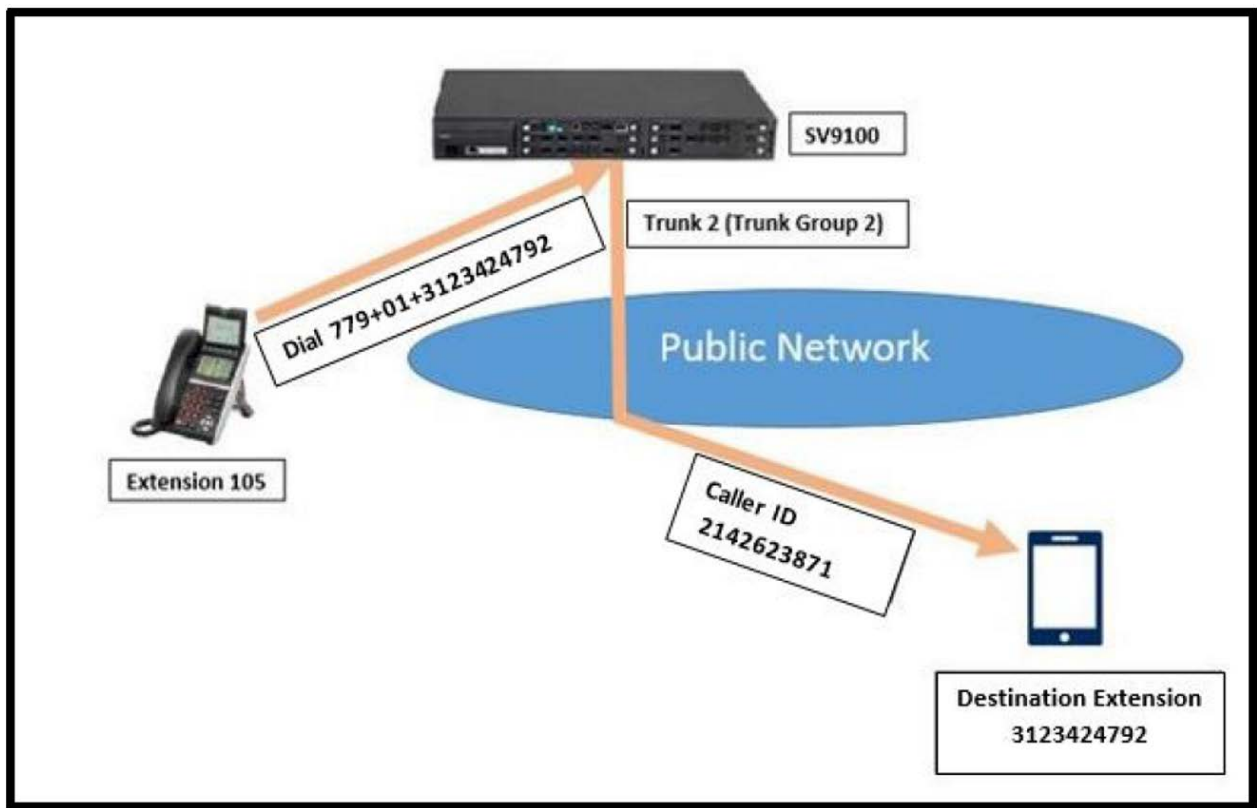 SV9100
Trunk 2 (Trunk Group 2)
Dial 779+01+3123424792
Public Network
Extension 105
Caller ID
2142623871
Destination Extension
3123424792